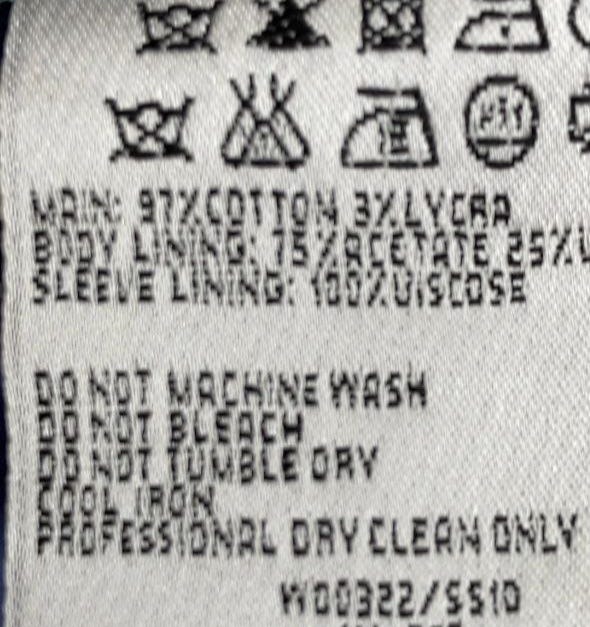 MAIN: 97%COTTON 3%LYCRA
BODY LINING: 75%ACETATE 25%
SLEEVE LINING: 100%VISCOSE
DO NOT MACHINE WASH
DO NOT BLEACH
DO NOT TUMBLE DRY
COOL IRON
PROFESSIONAL DRY CLEAN ONLY
W00322/SS10